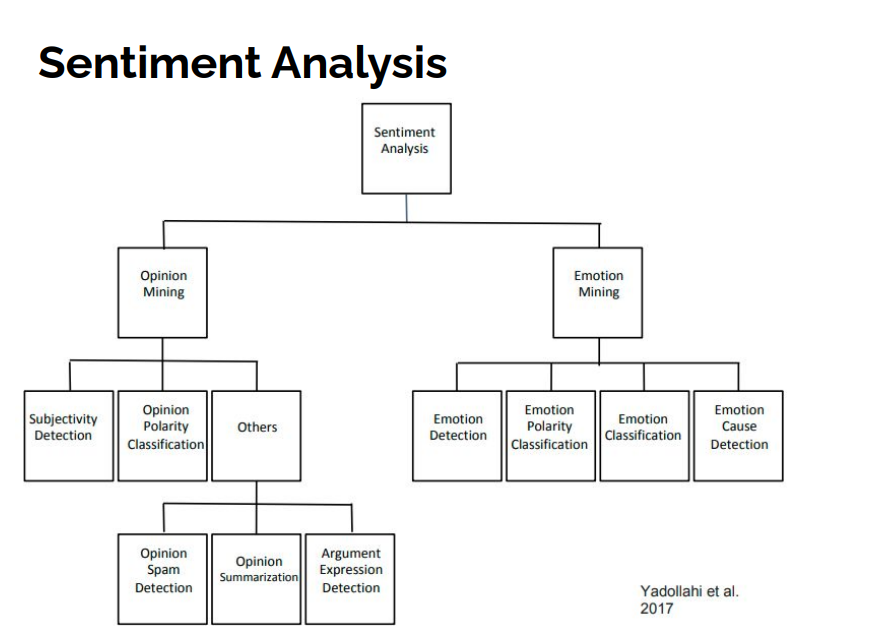 Sentiment Analysis
Sentiment
Analysis
Opinion
Mining
Emotion
Mining
Subjectivity
Detection
Opinion
Polarity
Classification
Others
Emotion
Detection
Emotion
Polarity
Classification
Emotion
Classification
Emotion
Cause
Detection
Opinion
Spam
Detection
Opinion
Summarization
Argument
Expression
Detection
Yadollahi et al.
2017